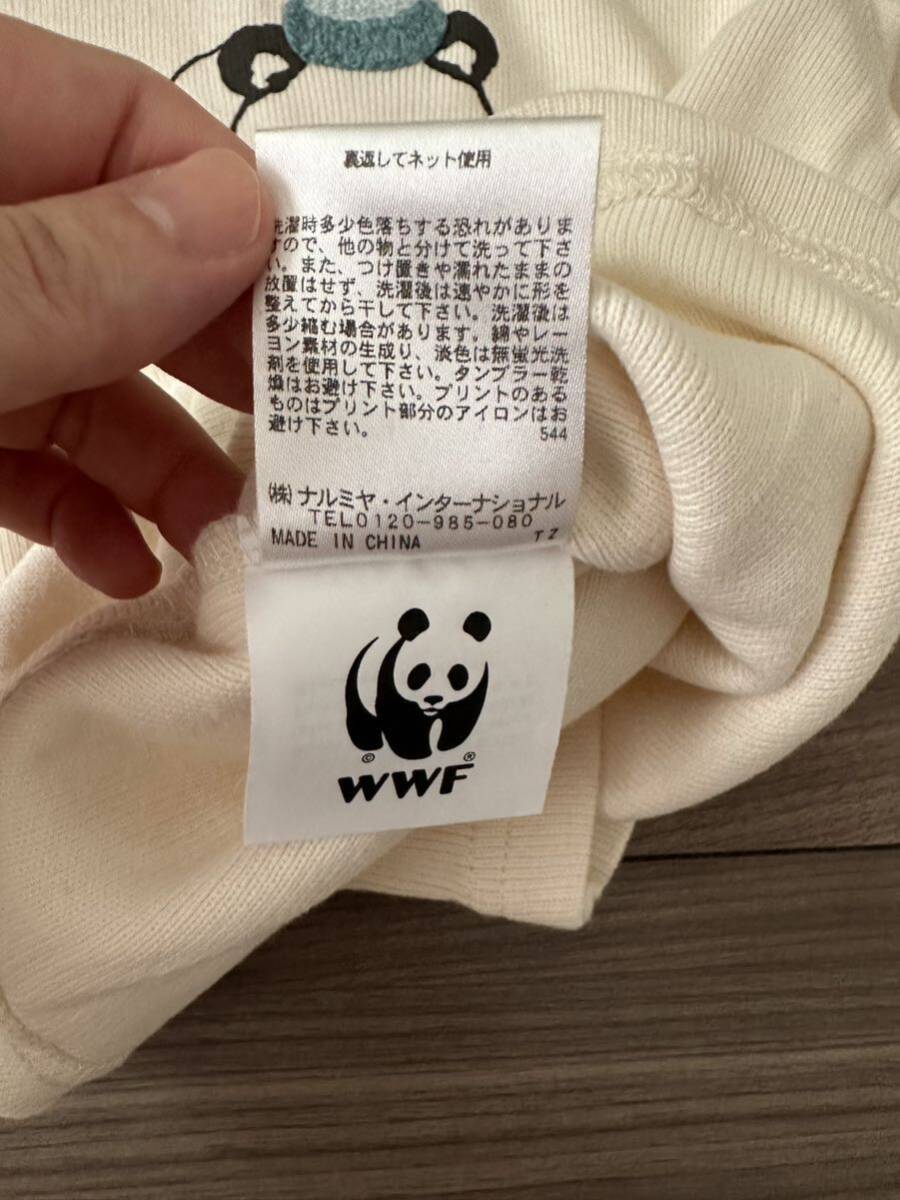 裏返してネット使用
洗濯時多少色落ちする恐れがありま
すので、他の物と分けて洗って下さ
い。また、つけ置きや濡れたままの
放置はせず、洗濯後は速やかに形を
整えてから干して下さい。洗濯後は
多少縮む場合があります。綿やレー
ヨン素材の生成り、淡色は無蛍光洗
剤を使用して下さい。タンブラー乾
燥はお避け下さい。プリントのある
ものはプリント部分のアイロンはお
避け下さい。 544
㈱ ナルミヤ・インターナショナル
TEL0120-985-080
MADE IN CHINA TZ
© ®
WWF